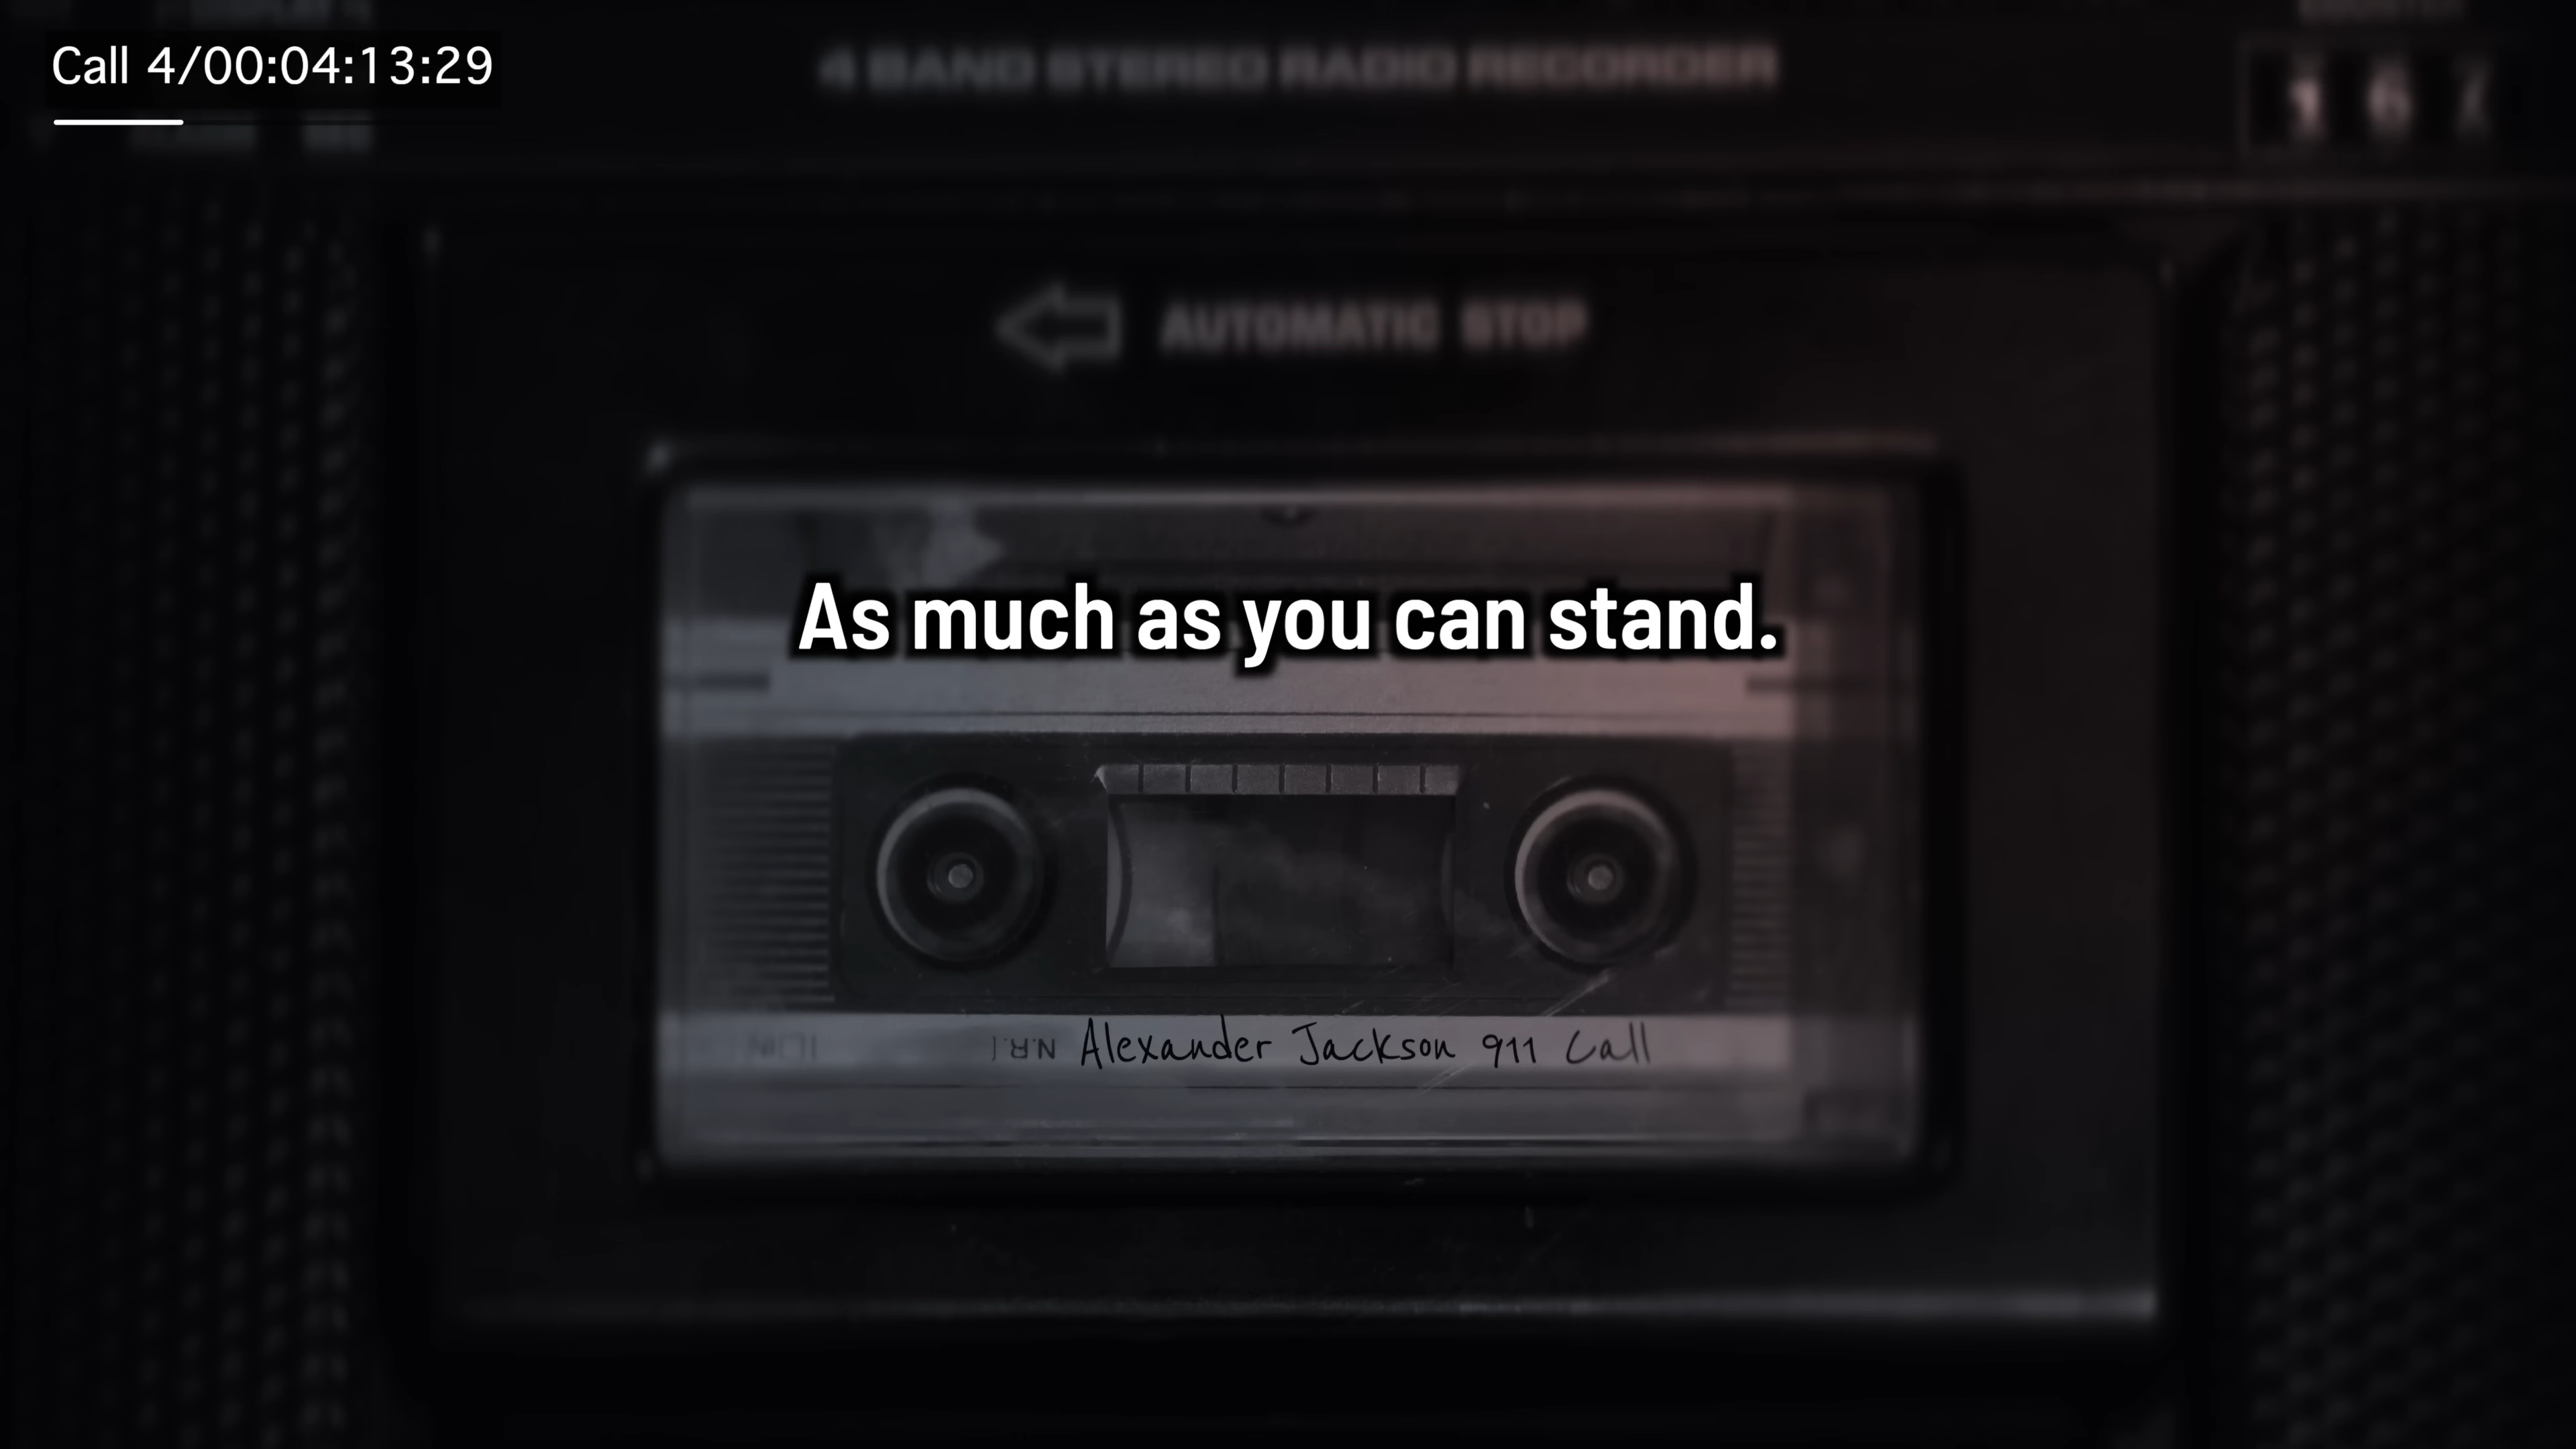 Call 4/00:04:13:29
4 BAND STEREO RADIO RECORDER
AUTOMATIC STOP
As much as you can stand.
N.R.
Alexander Jackson 911 Call